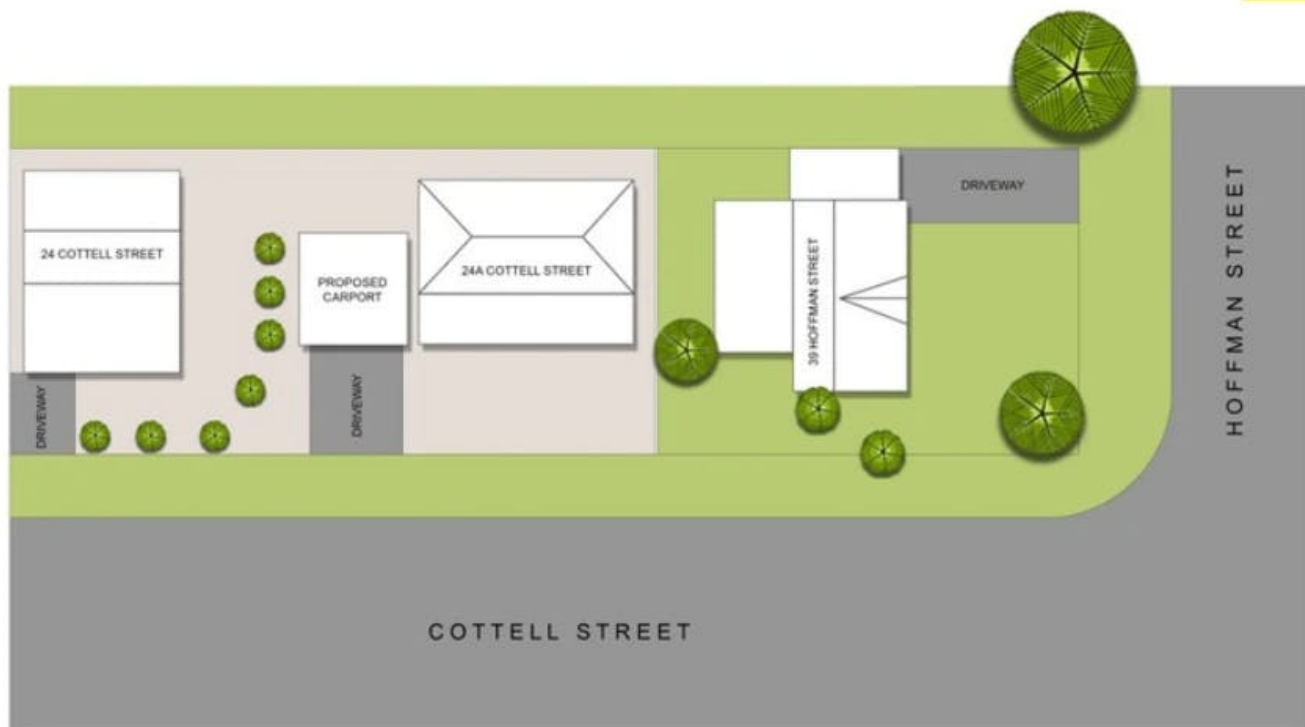 DRIVEWAY
24 COTTELL STREET
PROPOSED
CARPORT
24A COTTELL STREET
39 HOFFMAN STREET
HOFFMAN STREET
DRIVEWAY
DRIVEWAY
COTTELL STREET